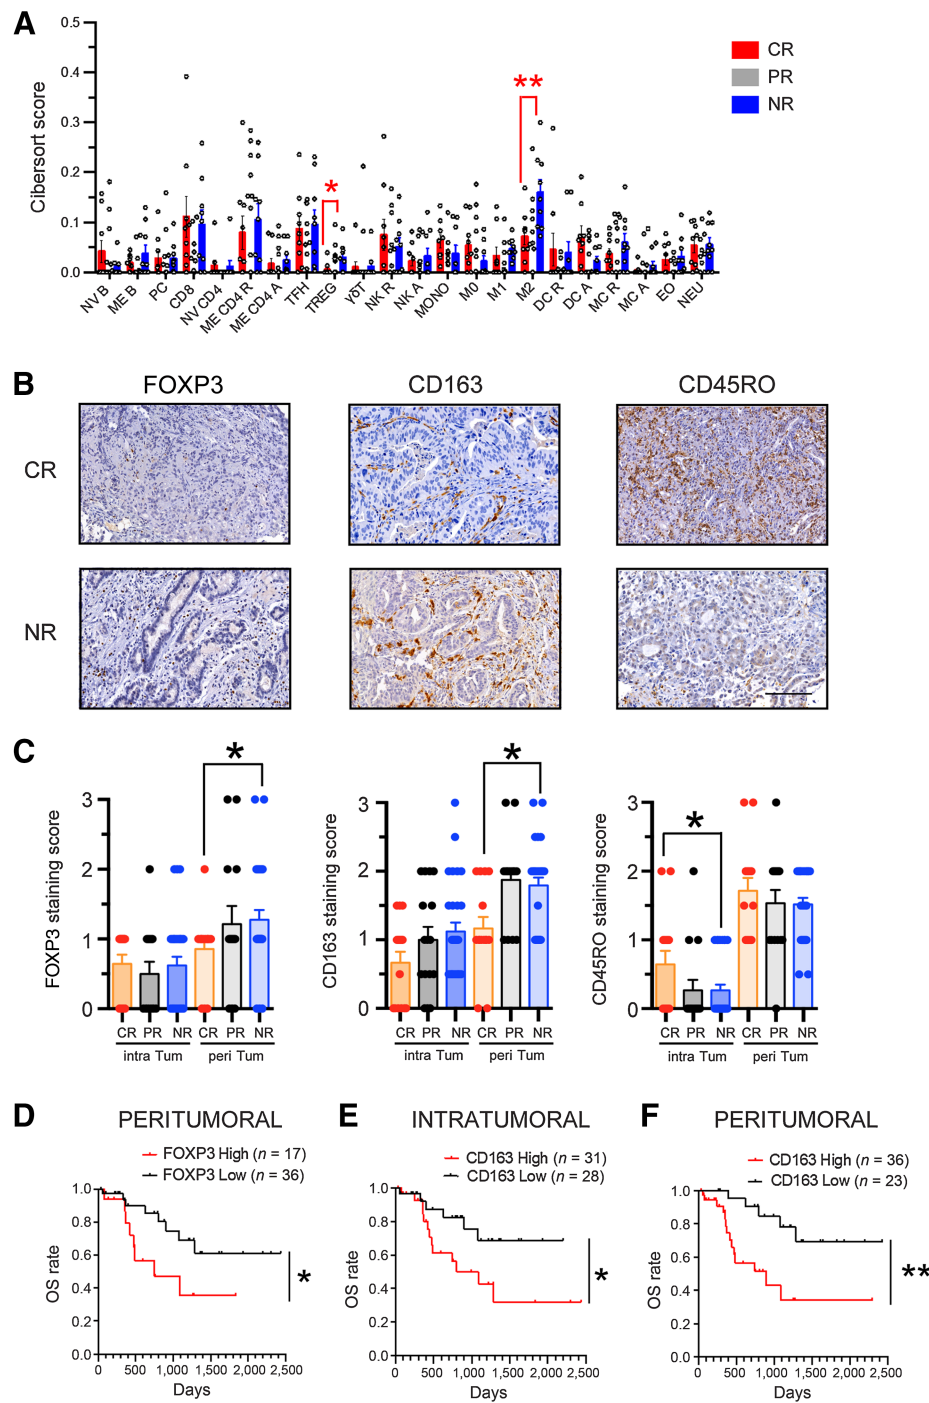 A
Cibersort score
0.5
0.4
0.3
0.2
0.1
0.0
**
*
CR
PR
NR
NV B
ME B
PC
CD8
NV CD4
ME CD4 R
ME CD4 A
TFH
TREG
γδT
NK R
NK A
MONO
M0
M1
M2
DC R
DC A
MC R
MC A
EO
NEU
B
FOXP3 CD163 CD45RO
CR
NR
C
FOXP3 staining score
3
2
1
0
*
CR PR NR CR PR NR
intra Tum peri Tum
CD163 staining score
3
2
1
0
*
CR PR NR CR PR NR
intra Tum peri Tum
CD45RO staining score
3
2
1
0
*
CR PR NR CR PR NR
intra Tum peri Tum
D PERITUMORAL
FOXP3 High (n = 17)
FOXP3 Low (n = 36)
OS rate
1.0
0.8
0.6
0.4
0.2
0.0
*
0 500 1,000 1,500 2,000 2,500
Days
E INTRATUMORAL
CD163 High (n = 31)
CD163 Low (n = 28)
OS rate
1.0
0.8
0.6
0.4
0.2
0.0
*
0 500 1,000 1,500 2,000 2,500
Days
F PERITUMORAL
CD163 High (n = 36)
CD163 Low (n = 23)
OS rate
1.0
0.8
0.6
0.4
0.2
0.0
**
0 500 1,000 1,500 2,000 2,500
Days